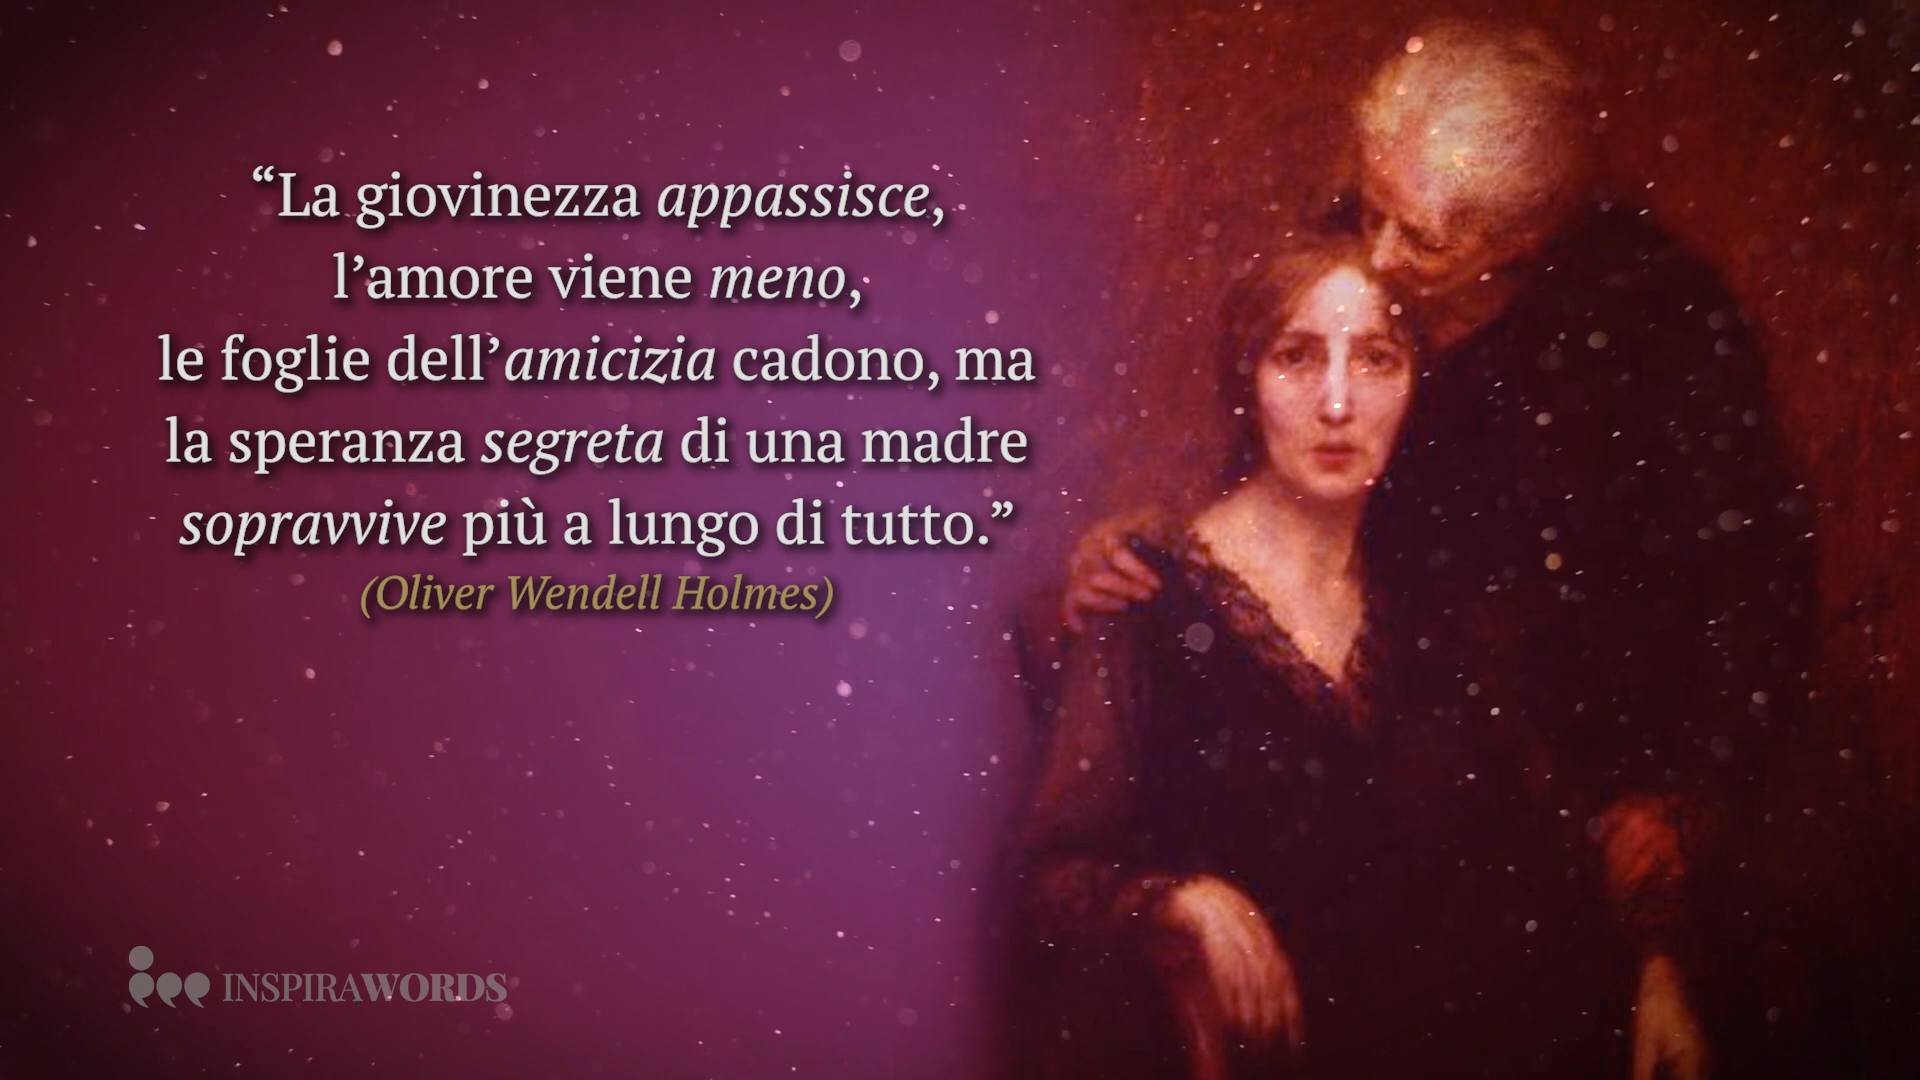 “La giovinezza appassisce,
l’amore viene meno,
le foglie dell’amicizia cadono, ma
la speranza segreta di una madre
sopravvive più a lungo di tutto.”
(Oliver Wendell Holmes)
INSPIRAWORDS